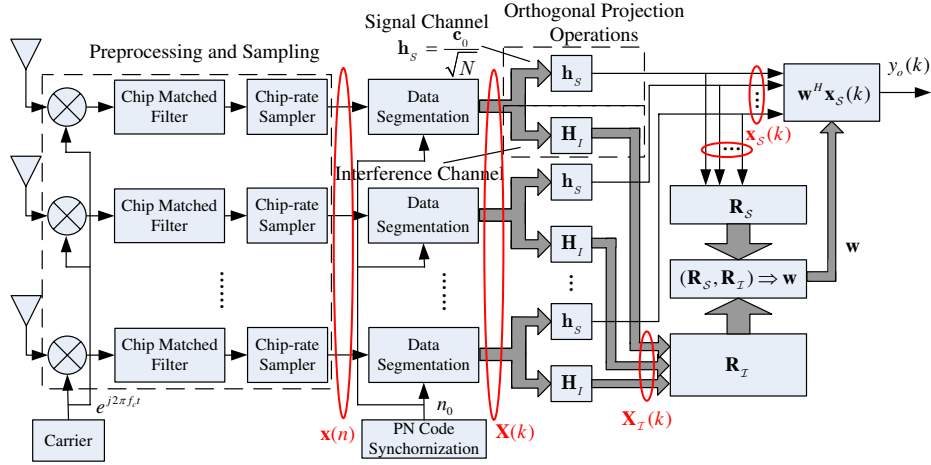 Signal Channel
h_S = c_0 / √N
Orthogonal Projection
Operations
Preprocessing and Sampling
Chip Matched
Filter
Chip-rate
Sampler
Data
Segmentation
h_S
H_I
w^H x_S(k)
y_o(k)
x_S(k)
Interference Channel
Chip Matched
Filter
Chip-rate
Sampler
Data
Segmentation
h_S
H_I
R_S
(R_S, R_I) ⇒ w
w
Chip Matched
Filter
Chip-rate
Sampler
Data
Segmentation
h_S
H_I
R_I
X_I(k)
e^{j2πf_c t}
Carrier
x(n)
n_0
PN Code
Synchornization
X(k)